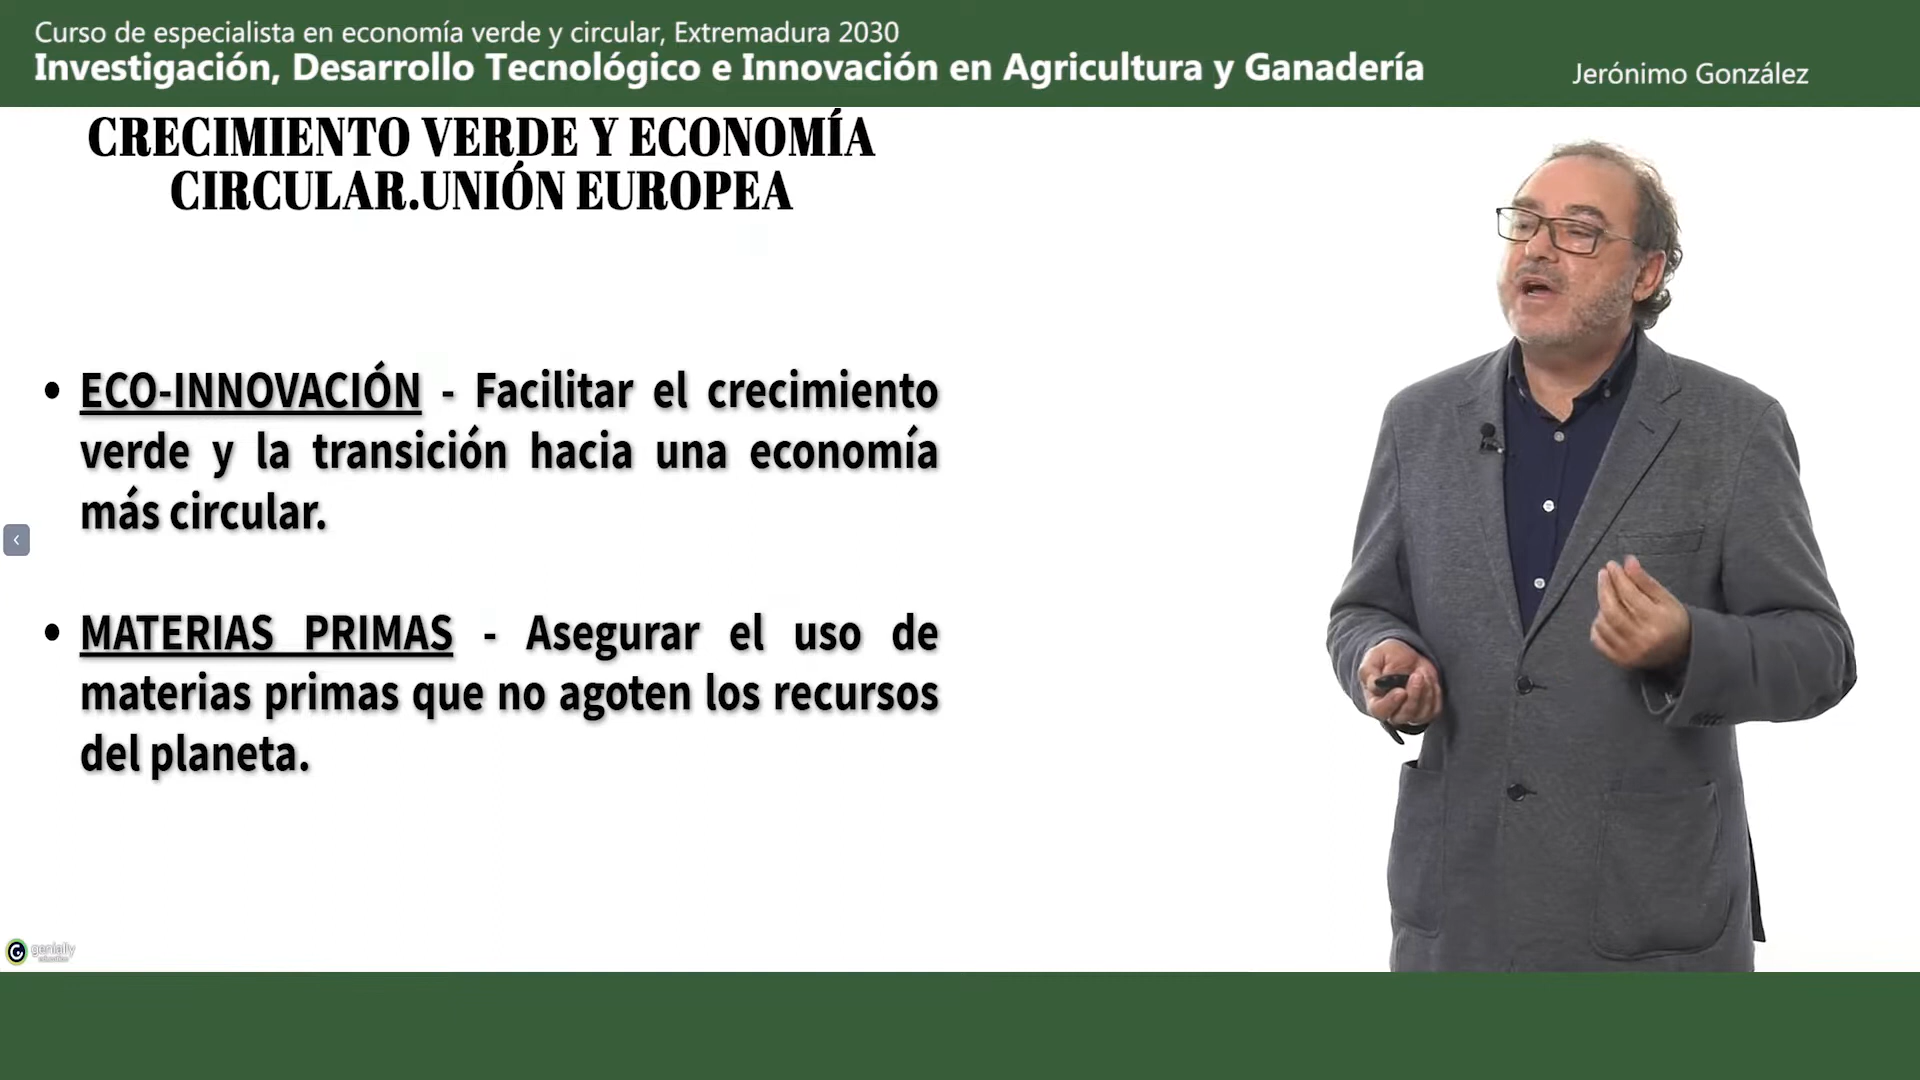 Curso de especialista en economía verde y circular, Extremadura 2030
Investigación, Desarrollo Tecnológico e Innovación en Agricultura y Ganadería
Jerónimo González
CRECIMIENTO VERDE Y ECONOMÍA
CIRCULAR.UNIÓN EUROPEA
• ECO-INNOVACIÓN - Facilitar el crecimiento
verde y la transición hacia una economía
más circular.
• MATERIAS PRIMAS - Asegurar el uso de
materias primas que no agoten los recursos
del planeta.
genially